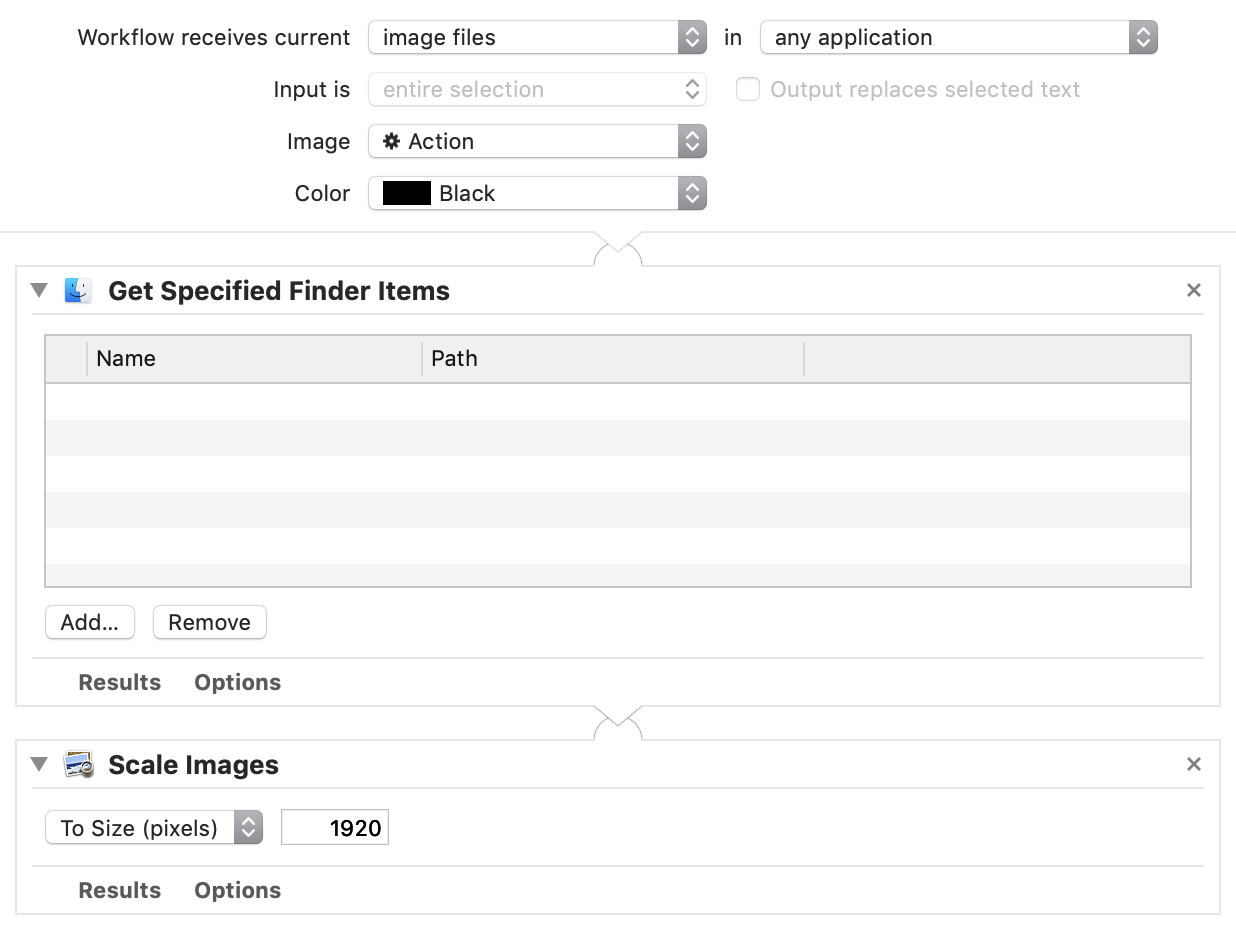 Workflow receives current image files in any application
Input is entire selection Output replaces selected text
Image Action
Color Black
Get Specified Finder Items
Name Path
Add... Remove
Results Options
Scale Images
To Size (pixels) 1920
Results Options